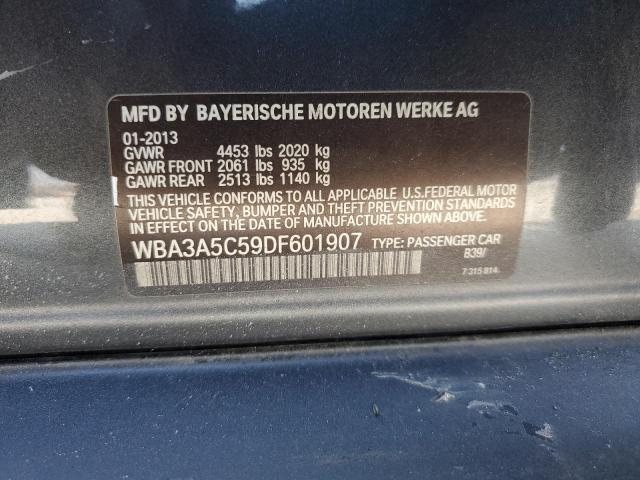 MFD BY BAYERISCHE MOTOREN WERKE AG
01-2013
GVWR 4453 lbs 2020 kg
GAWR FRONT 2061 lbs 935 kg
GAWR REAR 2513 lbs 1140 kg
THIS VEHICLE CONFORMS TO ALL APPLICABLE U.S.FEDERAL MOTOR
VEHICLE SAFETY, BUMPER AND THEFT PREVENTION STANDARDS
IN EFFECT ON THE DATE OF MANUFACTURE SHOWN ABOVE.
WBA3A5C59DF601907 TYPE: PASSENGER CAR
B39/
7 315 814